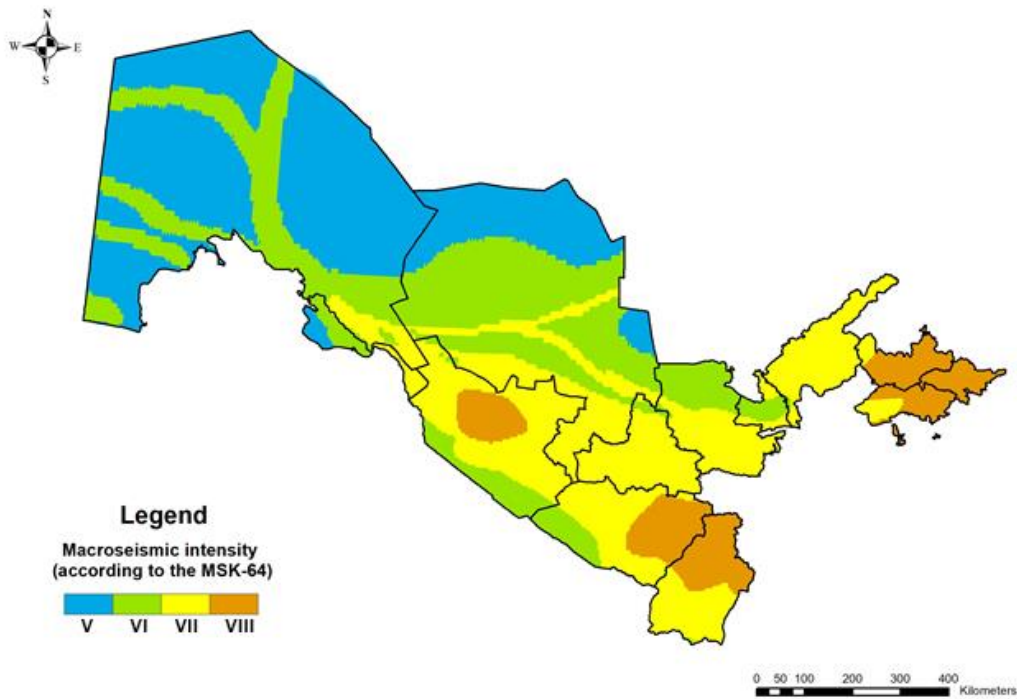 N
W E
S
Legend
Macroseismic intensity
(according to the MSK-64)
V VI VII VIII
0 50 100 200 300 400
Kilometers